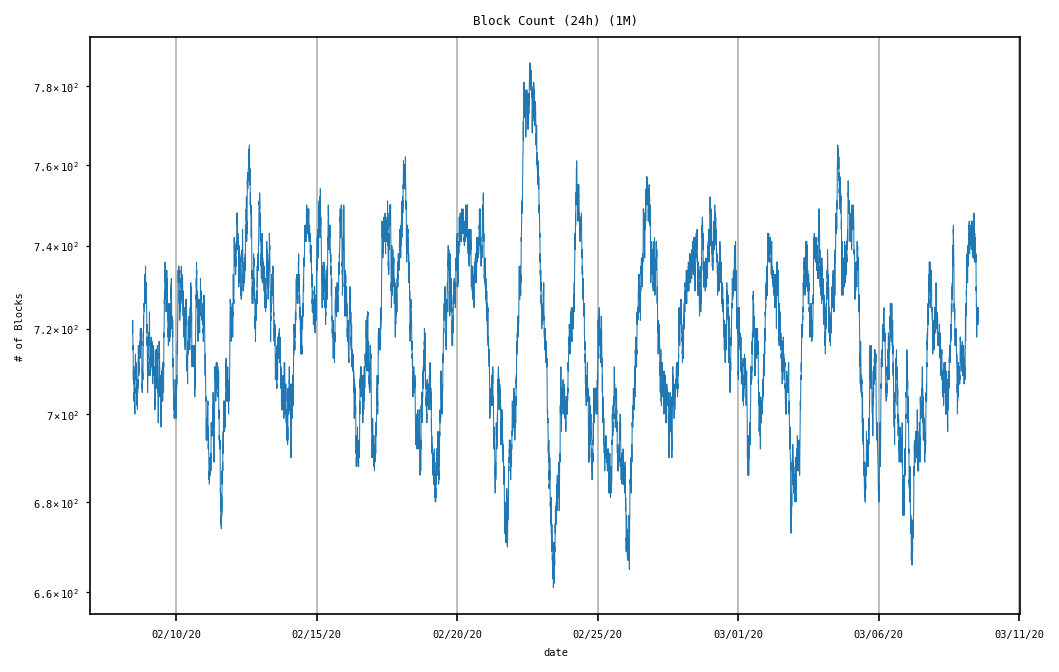 Block Count (24h) (1M)
7.8×10²
7.6×10²
7.4×10²
7.2×10²
7×10²
6.8×10²
6.6×10²
# of Blocks
02/10/20 02/15/20 02/20/20 02/25/20 03/01/20 03/06/20 03/11/20
date